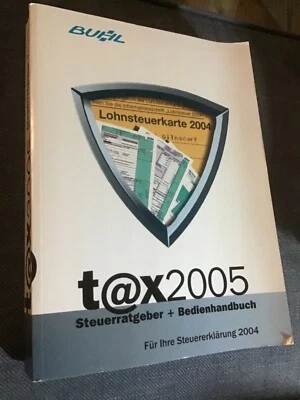 BUHL
Lohnsteuerkarte 2004
t@x2005
Steuerratgeber + Bedienhandbuch
Für Ihre Steuererklärung 2004